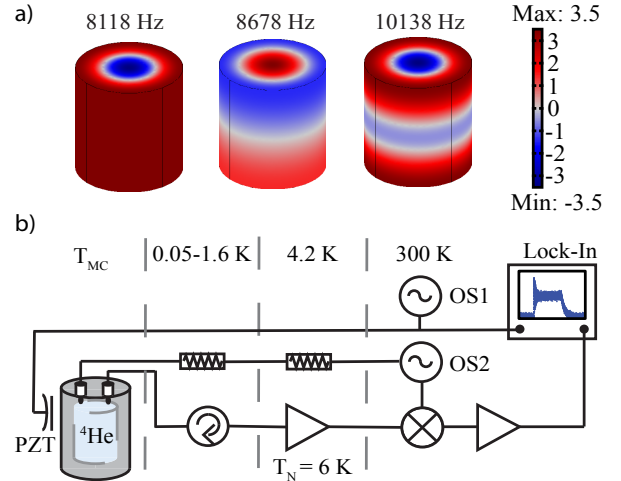 a)
8118 Hz 8678 Hz 10138 Hz
Max: 3.5
3
2
1
0
-1
-2
-3
Min: -3.5
b)
T_MC 0.05-1.6 K 4.2 K 300 K Lock-In
OS1
OS2
PZT
⁴He
T_N = 6 K